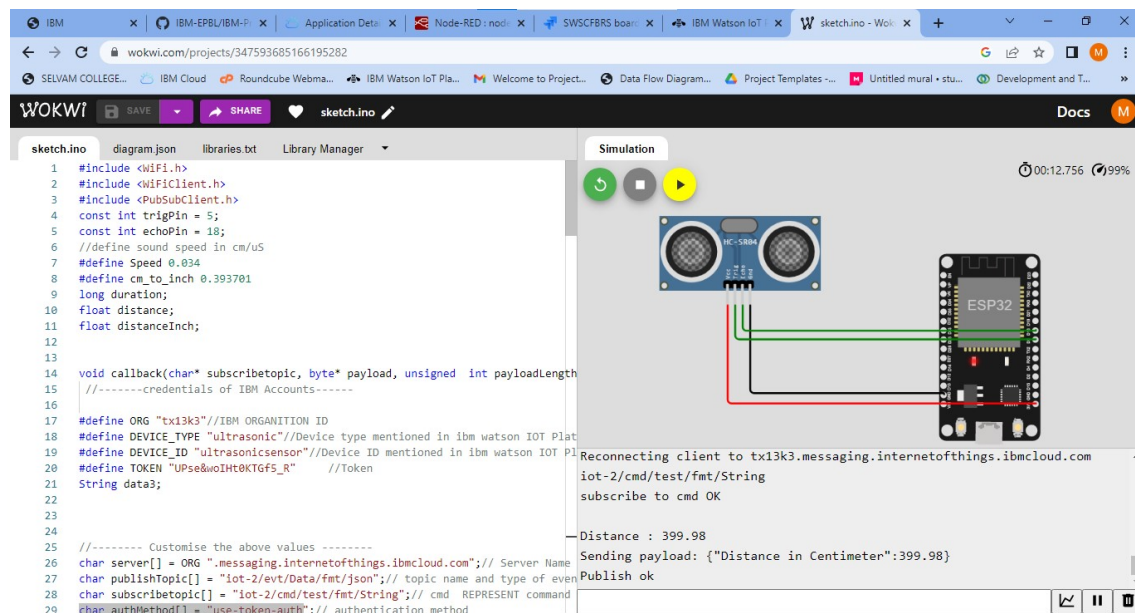 IBM
IBM-EPBL/IBM-P
Application Detai
Node-RED : node
SWSCFBRS board
IBM Watson IoT
sketch.ino - Wok
wokwi.com/projects/347593685166195282
SELVAM COLLEGE...
IBM Cloud
Roundcube Webma...
IBM Watson IoT Pla...
Welcome to Project...
Data Flow Diagram...
Project Templates -...
Untitled mural • stu...
Development and T...
»
WOKWI
SAVE
SHARE
sketch.ino
Docs
M
sketch.ino
diagram.json
libraries.txt
Library Manager
1 #include <WiFi.h>
2 #include <WiFiClient.h>
3 #include <PubSubClient.h>
4 const int trigPin = 5;
5 const int echoPin = 18;
6 //define sound speed in cm/uS
7 #define Speed 0.034
8 #define cm_to_inch 0.393701
9 long duration;
10 float distance;
11 float distanceInch;
12
13
14 void callback(char* subscribetopic, byte* payload, unsigned int payloadLength
15 //-------credentials of IBM Accounts------
16
17 #define ORG "tx13k3"//IBM ORGANITION ID
18 #define DEVICE_TYPE "ultrasonic"//Device type mentioned in ibm watson IOT Plat
19 #define DEVICE_ID "ultrasonicsensor"//Device ID mentioned in ibm watson IOT Pl
20 #define TOKEN "UPse&woIHt0KTGfS_R" //Token
21 String data3;
22
23
24
25 //-------- Customise the above values --------
26 char server[] = ORG ".messaging.internetofthings.ibmcloud.com";// Server Name
27 char publishTopic[] = "iot-2/evt/Data/fmt/json";// topic name and type of even
28 char subscribetopic[] = "iot-2/cmd/test/fmt/String";// cmd REPRESENT command
29 char authMethod[] = "use-token-auth";// authentication method
Simulation
00:12.756
99%
HC-SR04
Vcc
Trig
Echo
Gnd
ESP32
Reconnecting client to tx13k3.messaging.internetofthings.ibmcloud.com
iot-2/cmd/test/fmt/String
subscribe to cmd OK
Distance : 399.98
Sending payload: {"Distance in Centimeter":399.98}
Publish ok